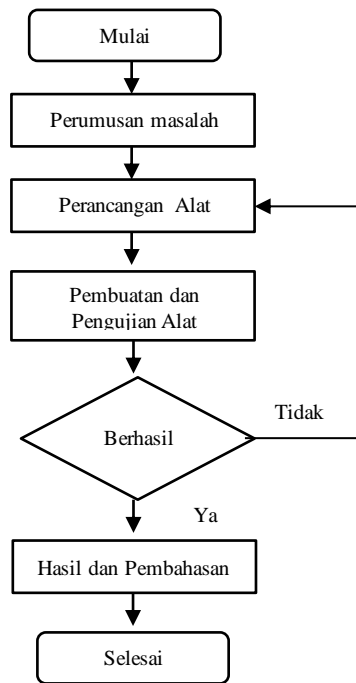 Mulai
Perumusan masalah
Perancangan Alat
Pembuatan dan
Pengujian Alat
Berhasil
Tidak
Ya
Hasil dan Pembahasan
Selesai